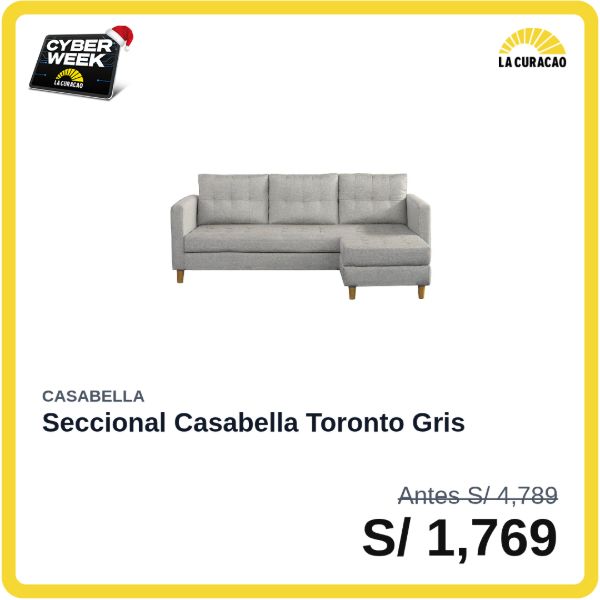 CYBER
WEEK
LA CURACAO
LA CURACAO
CASABELLA
Seccional Casabella Toronto Gris
Antes S/ 4,789
S/ 1,769